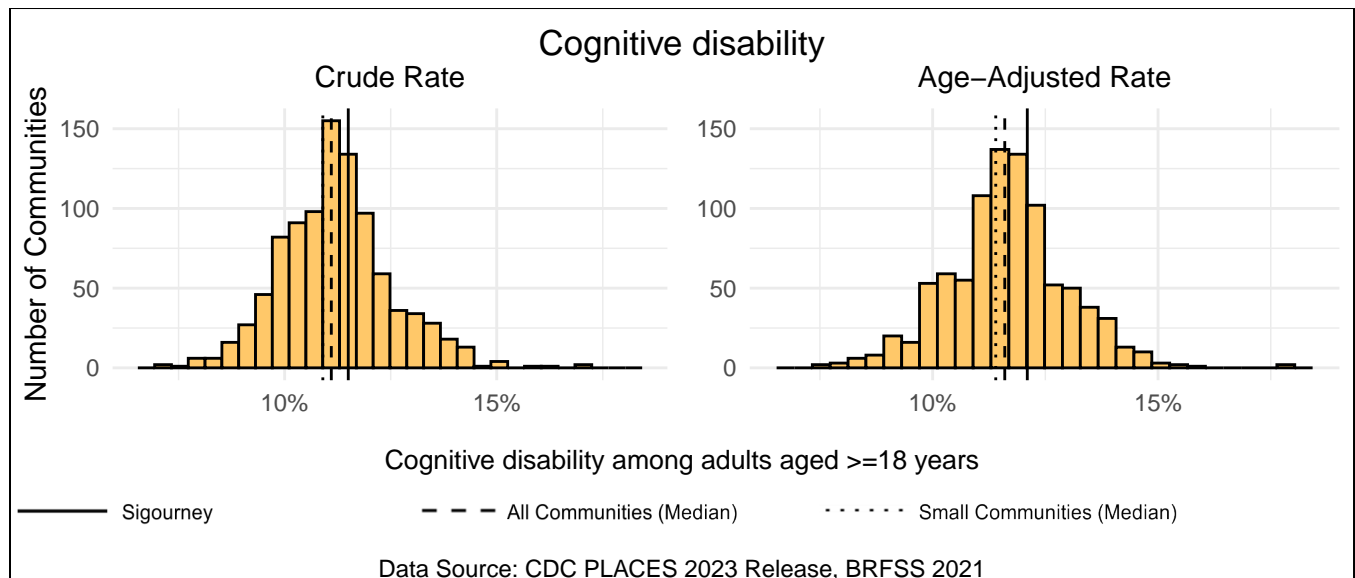 Cognitive disability
Crude Rate
Age−Adjusted Rate
Number of Communities
150
100
50
0
10%
15%
150
100
50
0
10%
15%
Cognitive disability among adults aged >=18 years
Sigourney
All Communities (Median)
Small Communities (Median)
Data Source: CDC PLACES 2023 Release, BRFSS 2021